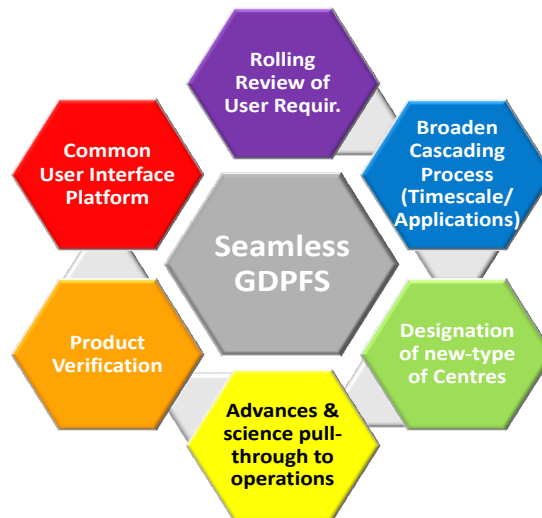 Rolling
Review of
User Requir.
Broaden
Cascading
Process
(Timescale/
Applications)
Common
User Interface
Platform
Seamless
GDPFS
Designation
of new-type
of Centres
Product
Verification
Advances &
science pull-
through to
operations